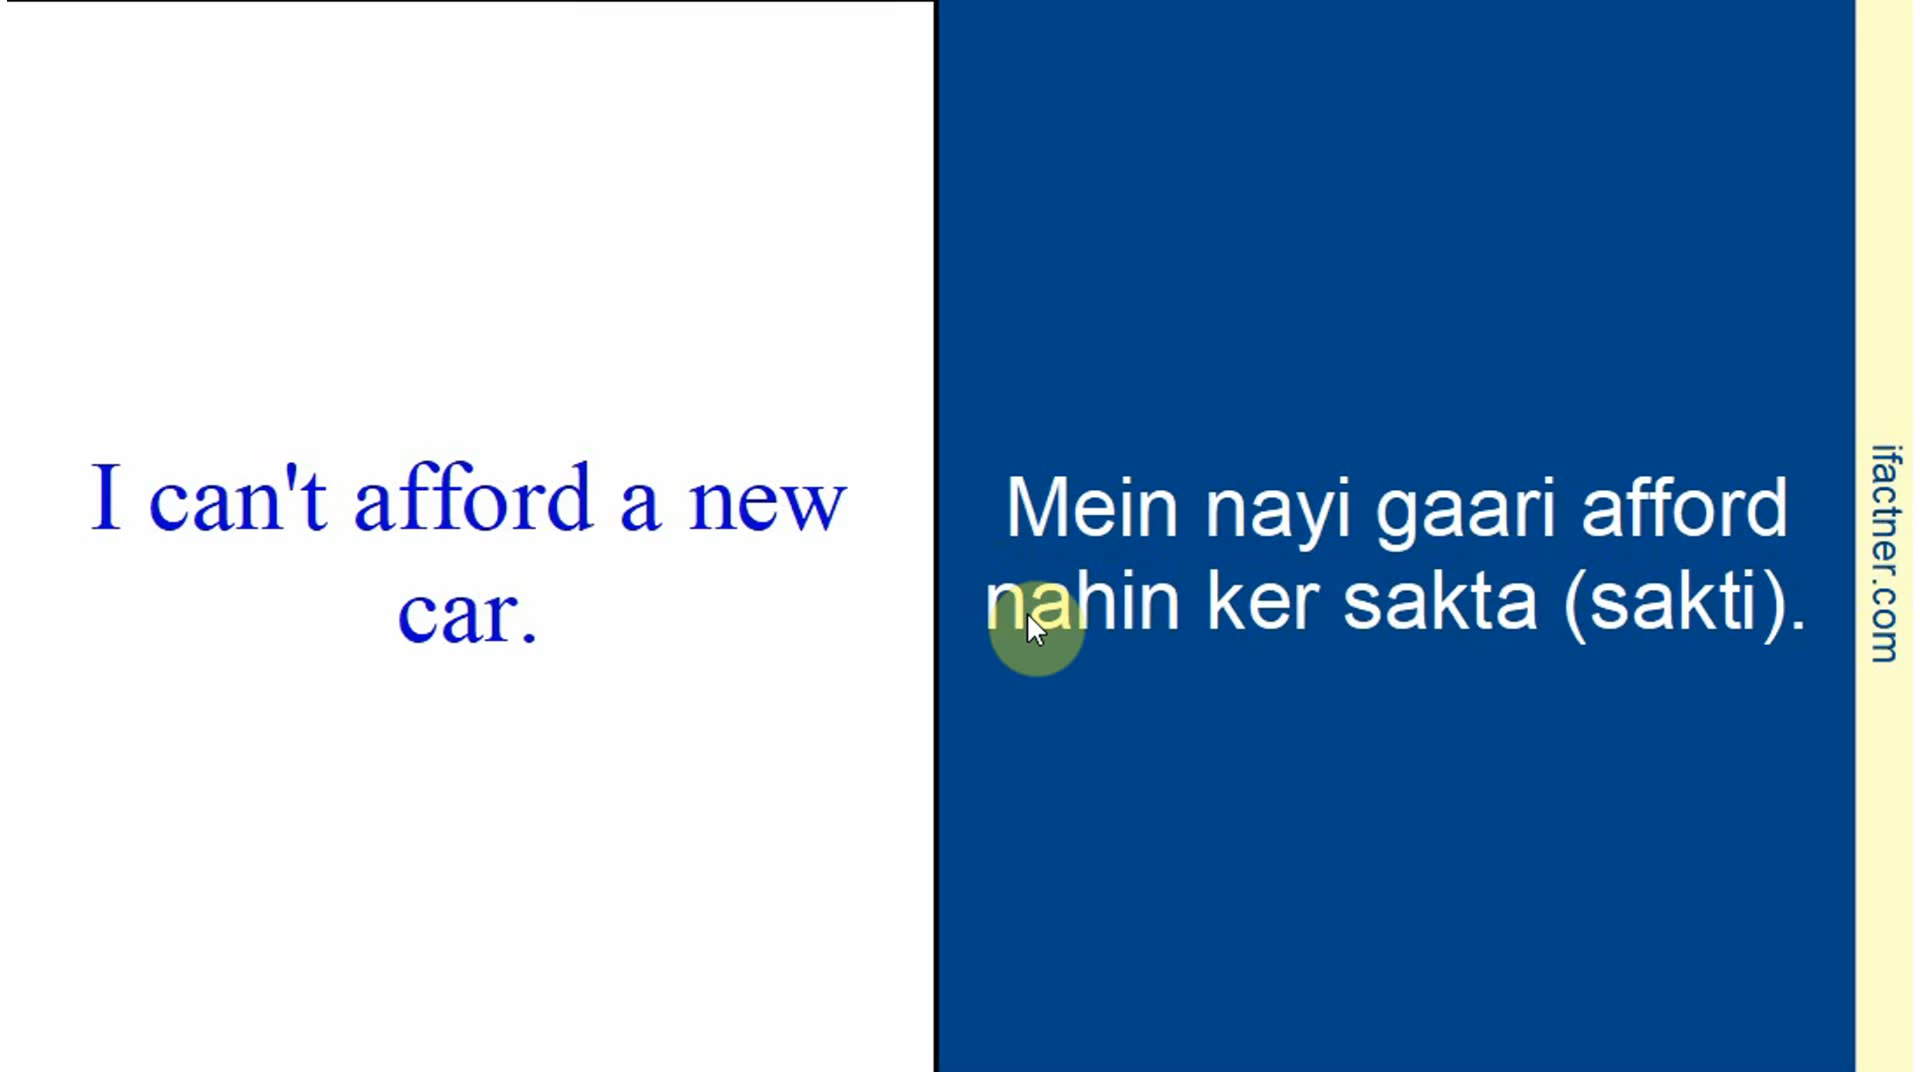 I can't afford a new
car.
Mein nayi gaari afford
nahin ker sakta (sakti).
ifactner.com